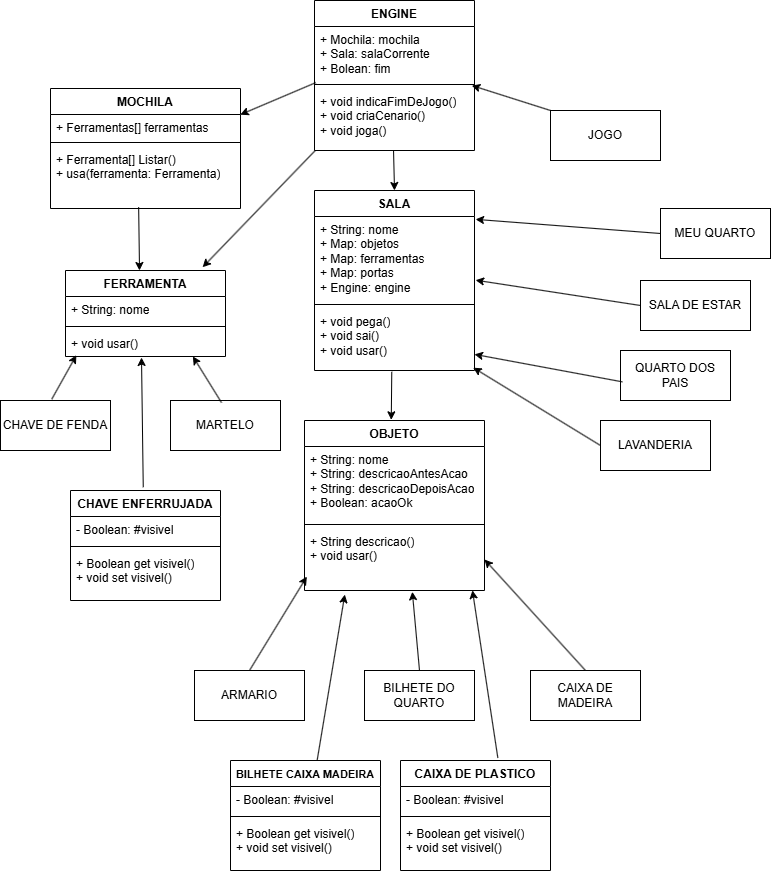 ENGINE
+ Mochila: mochila
+ Sala: salaCorrente
+ Bolean: fim
+ void indicaFimDeJogo()
+ void criaCenario()
+ void joga()
MOCHILA
+ Ferramentas[] ferramentas
+ Ferramenta[] Listar()
+ usa(ferramenta: Ferramenta)
JOGO
SALA
+ String: nome
+ Map: objetos
+ Map: ferramentas
+ Map: portas
+ Engine: engine
+ void pega()
+ void sai()
+ void usar()
MEU QUARTO
FERRAMENTA
+ String: nome
+ void usar()
SALA DE ESTAR
QUARTO DOS
PAIS
CHAVE DE FENDA
MARTELO
LAVANDERIA
OBJETO
+ String: nome
+ String: descricaoAntesAcao
+ String: descricaoDepoisAcao
+ Boolean: acaoOk
+ String descricao()
+ void usar()
CHAVE ENFERRUJADA
- Boolean: #visivel
+ Boolean get visivel()
+ void set visivel()
ARMARIO
BILHETE DO
QUARTO
CAIXA DE
MADEIRA
BILHETE CAIXA MADEIRA
- Boolean: #visivel
+ Boolean get visivel()
+ void set visivel()
CAIXA DE PLASTICO
- Boolean: #visivel
+ Boolean get visivel()
+ void set visivel()